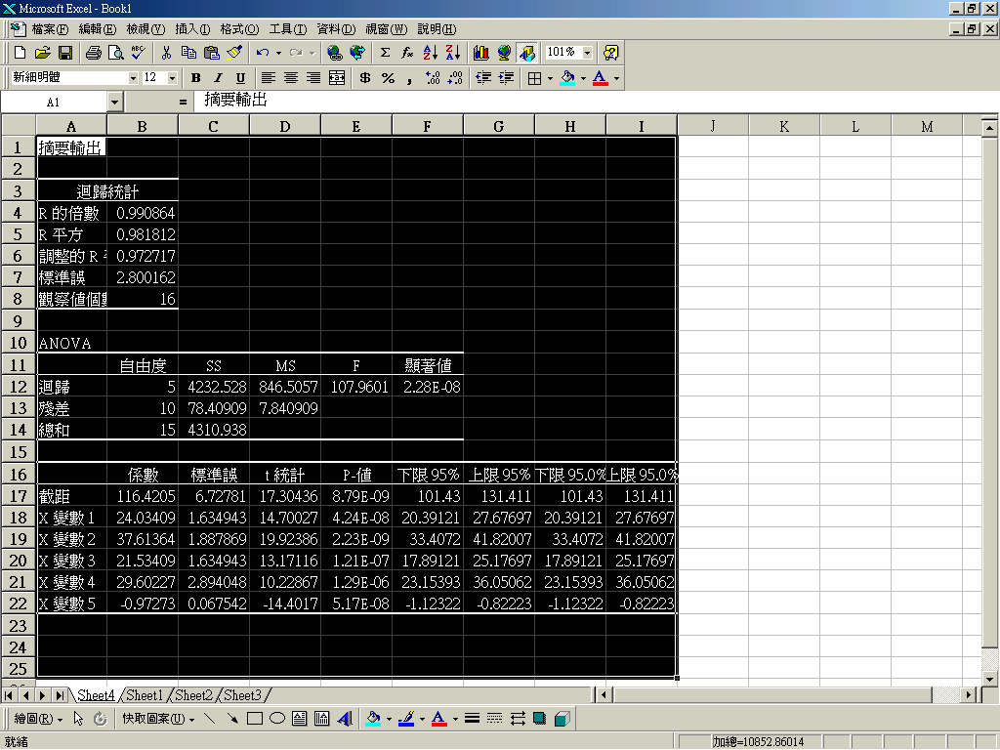 Microsoft Excel - Book1
檔案(F) 編輯(E) 檢視(V) 插入(I) 格式(O) 工具(T) 資料(D) 視窗(W) 說明(H)
101%
新細明體 12 B I U $ % ,
A1 = 摘要輸出
A B C D E F G H I J K L M
1 摘要輸出
2
3 迴歸統計
4 R 的倍數 0.990864
5 R 平方 0.981812
6 調整的 R 0.972717
7 標準誤 2.800162
8 觀察值個數 16
9
10 ANOVA
11 自由度 SS MS F 顯著值
12 迴歸 5 4232.528 846.5057 107.9601 2.28E-08
13 殘差 10 78.40909 7.840909
14 總和 15 4310.938
15
16 係數 標準誤 t 統計 P-值 下限 95% 上限 95% 下限 95.0% 上限 95.0%
17 截距 116.4205 6.72781 17.30436 8.79E-09 101.43 131.411 101.43 131.411
18 X 變數 1 24.03409 1.634943 14.70027 4.24E-08 20.39121 27.67697 20.39121 27.67697
19 X 變數 2 37.61364 1.887869 19.92386 2.23E-09 33.4072 41.82007 33.4072 41.82007
20 X 變數 3 21.53409 1.634943 13.17116 1.21E-07 17.89121 25.17697 17.89121 25.17697
21 X 變數 4 29.60227 2.894048 10.22867 1.29E-06 23.15393 36.05062 23.15393 36.05062
22 X 變數 5 -0.97273 0.067542 -14.4017 5.17E-08 -1.12322 -0.82223 -1.12322 -0.82223
23
24
25
Sheet4 Sheet1 Sheet2 Sheet3
繪圖(R) 快取圖案(U)
就緒 加總=10852.86014